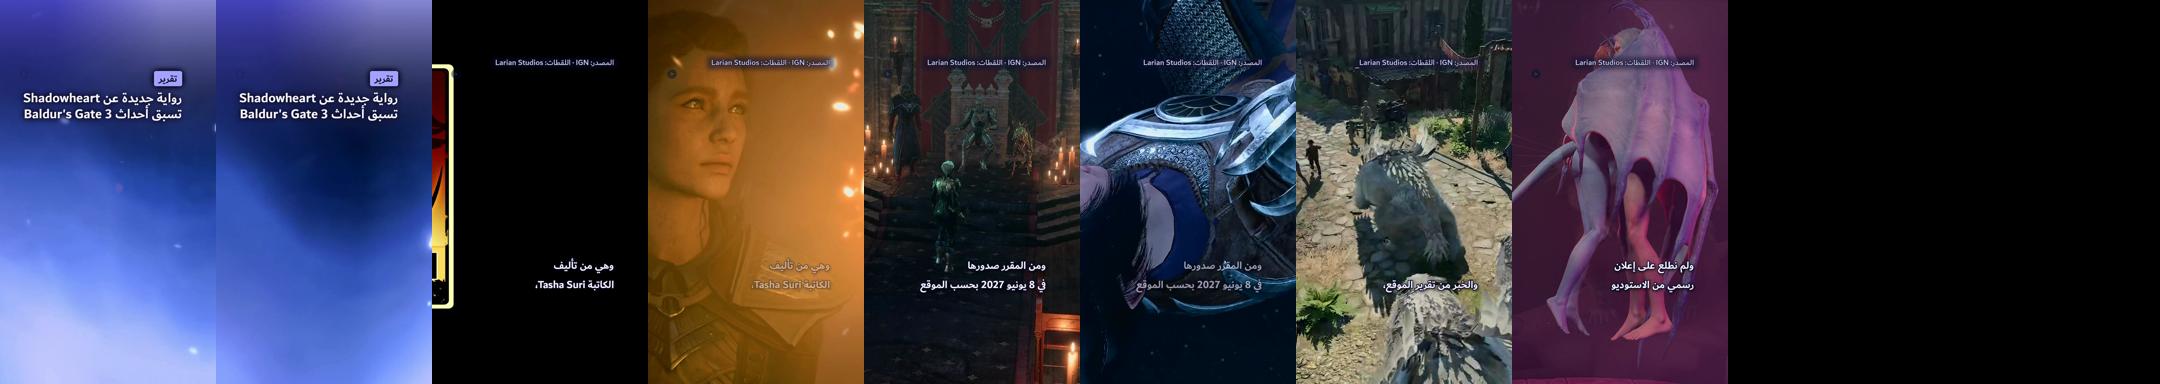 تقرير
رواية جديدة عن Shadowheart
تسبق أحداث Baldur's Gate 3
تقرير
رواية جديدة عن Shadowheart
تسبق أحداث Baldur's Gate 3
المصدر: IGN - اللقطات: Larian Studios
وهي من تأليف
الكاتبة Tasha Suri،
المصدر: IGN - اللقطات: Larian Studios
وهي من تأليف
الكاتبة Tasha Suri،
المصدر: IGN - اللقطات: Larian Studios
ومن المقرر صدورها
في 8 يونيو 2027 بحسب الموقع
المصدر: IGN - اللقطات: Larian Studios
ومن المقرر صدورها
في 8 يونيو 2027 بحسب الموقع
المصدر: IGN - اللقطات: Larian Studios
والخبر من تقرير الموقع،
المصدر: IGN - اللقطات: Larian Studios
ولم نطلع على إعلان
رسمي من الاستوديو